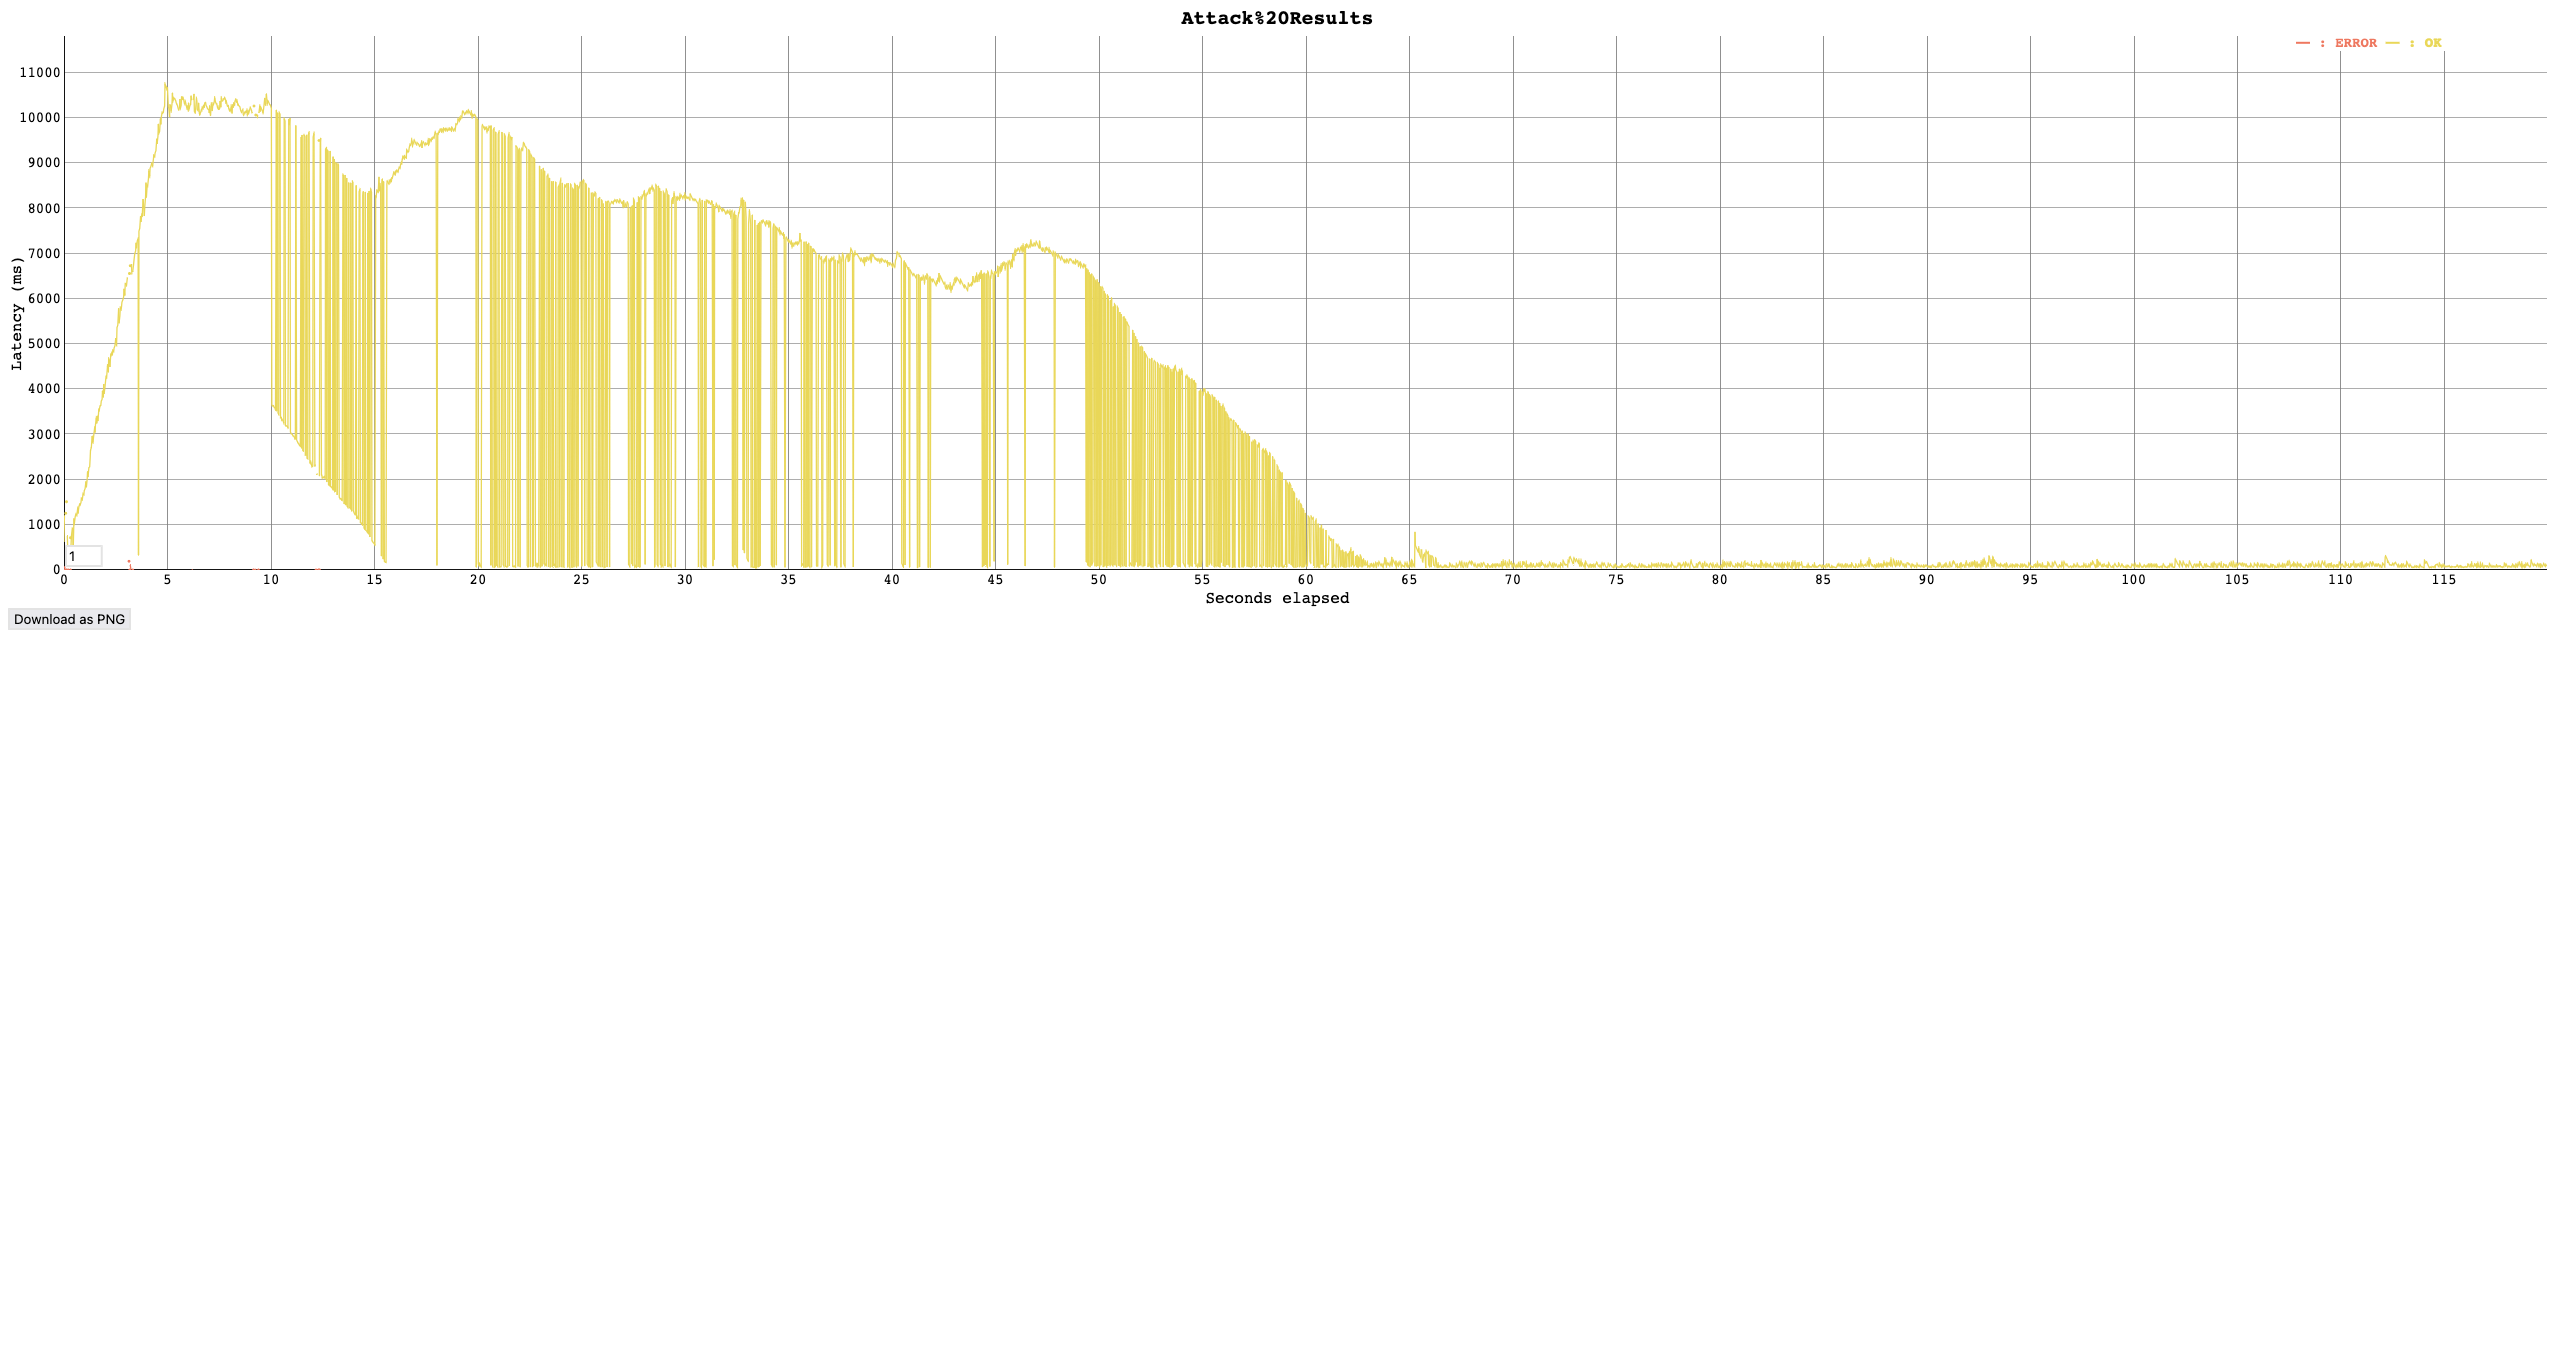 Attack%20Results
— : ERROR — : OK
11000
10000
9000
8000
7000
6000
5000
4000
3000
2000
1000
0
Latency (ms)
1
0 5 10 15 20 25 30 35 40 45 50 55 60 65 70 75 80 85 90 95 100 105 110 115
Seconds elapsed
Download as PNG